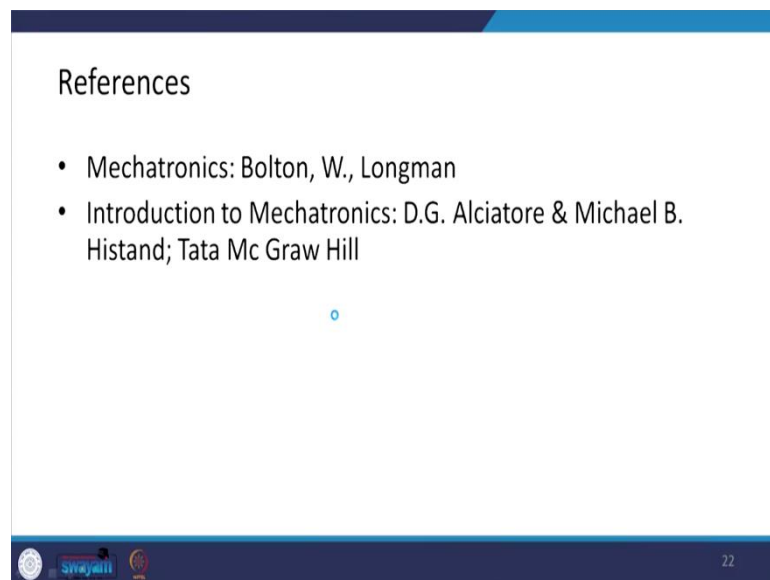 References
• Mechatronics: Bolton, W., Longman
• Introduction to Mechatronics: D.G. Alciatore & Michael B.
Histand; Tata Mc Graw Hill
swayam
22